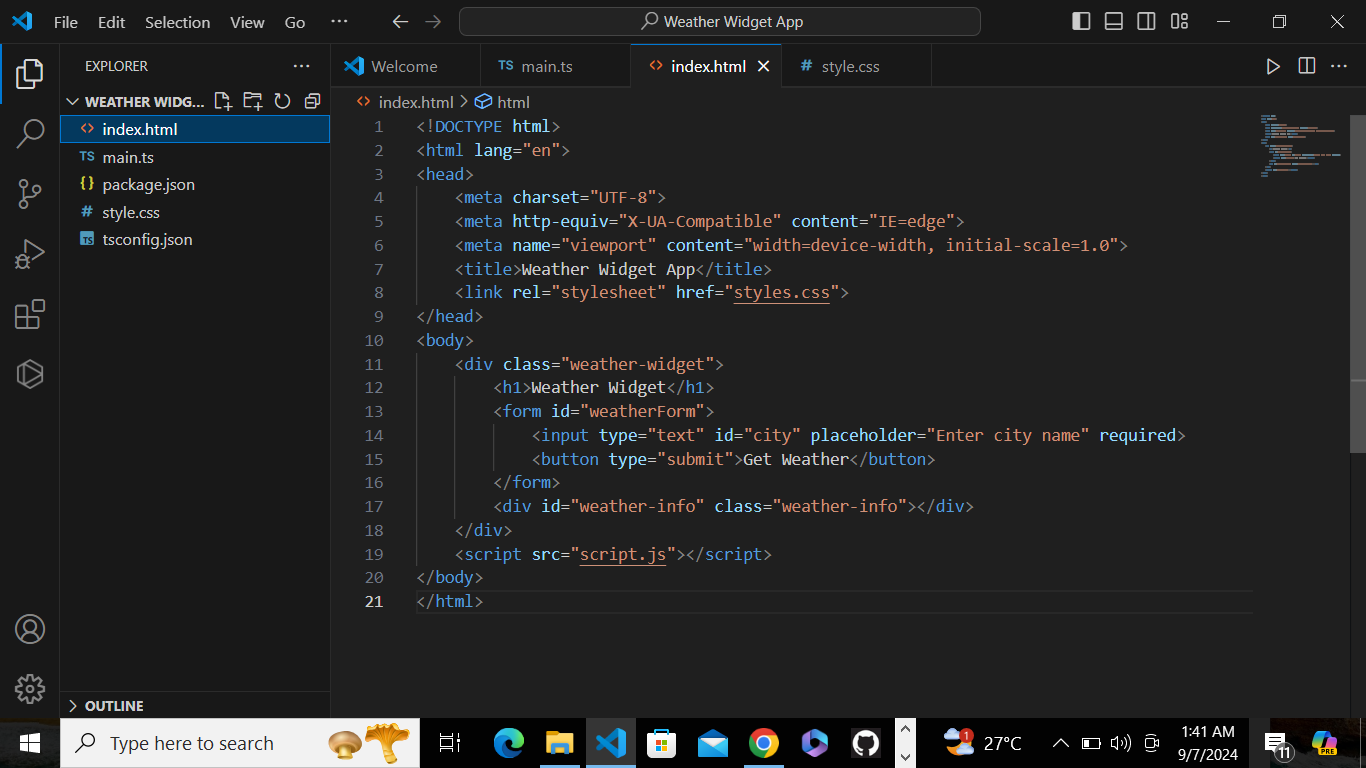 File Edit Selection View Go ··· Weather Widget App
EXPLORER ···
WEATHER WIDG...
index.html
TS main.ts
{} package.json
# style.css
TS tsconfig.json
OUTLINE
Welcome TS main.ts <> index.html # style.css
<> index.html > html
1 <!DOCTYPE html>
2 <html lang="en">
3 <head>
4 <meta charset="UTF-8">
5 <meta http-equiv="X-UA-Compatible" content="IE=edge">
6 <meta name="viewport" content="width=device-width, initial-scale=1.0">
7 <title>Weather Widget App</title>
8 <link rel="stylesheet" href="styles.css">
9 </head>
10 <body>
11 <div class="weather-widget">
12 <h1>Weather Widget</h1>
13 <form id="weatherForm">
14 <input type="text" id="city" placeholder="Enter city name" required>
15 <button type="submit">Get Weather</button>
16 </form>
17 <div id="weather-info" class="weather-info"></div>
18 </div>
19 <script src="script.js"></script>
20 </body>
21 </html>
Type here to search
1 27°C
1:41 AM
9/7/2024
11
PRE